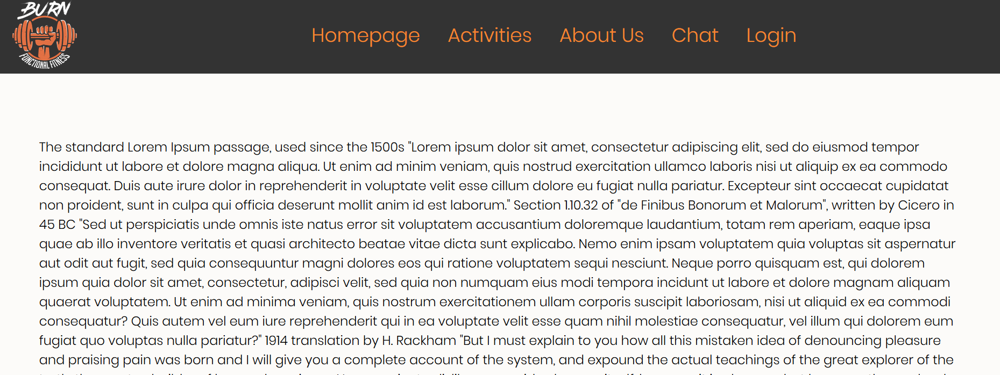 BURN
FUNCTIONAL FITNESS
Homepage Activities About Us Chat Login
The standard Lorem Ipsum passage, used since the 1500s "Lorem ipsum dolor sit amet, consectetur adipiscing elit, sed do eiusmod tempor
incididunt ut labore et dolore magna aliqua. Ut enim ad minim veniam, quis nostrud exercitation ullamco laboris nisi ut aliquip ex ea commodo
consequat. Duis aute irure dolor in reprehenderit in voluptate velit esse cillum dolore eu fugiat nulla pariatur. Excepteur sint occaecat cupidatat
non proident, sunt in culpa qui officia deserunt mollit anim id est laborum." Section 1.10.32 of "de Finibus Bonorum et Malorum", written by Cicero in
45 BC "Sed ut perspiciatis unde omnis iste natus error sit voluptatem accusantium doloremque laudantium, totam rem aperiam, eaque ipsa
quae ab illo inventore veritatis et quasi architecto beatae vitae dicta sunt explicabo. Nemo enim ipsam voluptatem quia voluptas sit aspernatur
aut odit aut fugit, sed quia consequuntur magni dolores eos qui ratione voluptatem sequi nesciunt. Neque porro quisquam est, qui dolorem
ipsum quia dolor sit amet, consectetur, adipisci velit, sed quia non numquam eius modi tempora incidunt ut labore et dolore magnam aliquam
quaerat voluptatem. Ut enim ad minima veniam, quis nostrum exercitationem ullam corporis suscipit laboriosam, nisi ut aliquid ex ea commodi
consequatur? Quis autem vel eum iure reprehenderit qui in ea voluptate velit esse quam nihil molestiae consequatur, vel illum qui dolorem eum
fugiat quo voluptas nulla pariatur?" 1914 translation by H. Rackham "But I must explain to you how all this mistaken idea of denouncing pleasure
and praising pain was born and I will give you a complete account of the system, and expound the actual teachings of the great explorer of the